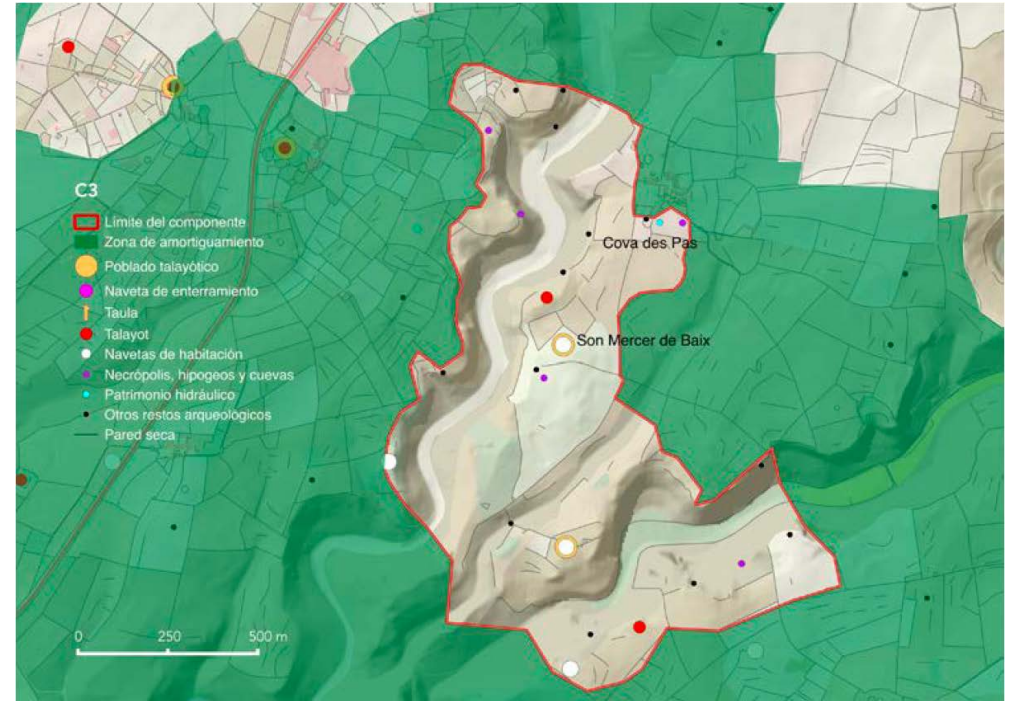 C3
Límite del componente
Zona de amortiguamiento
Poblado talayótico
Naveta de enterramiento
Taula
Talayot
Navetas de habitación
Necrópolis, hipogeos y cuevas
Patrimonio hidráulico
Otros restos arqueológicos
Pared seca
Cova des Pas
Son Mercer de Baix
0 250 500 m